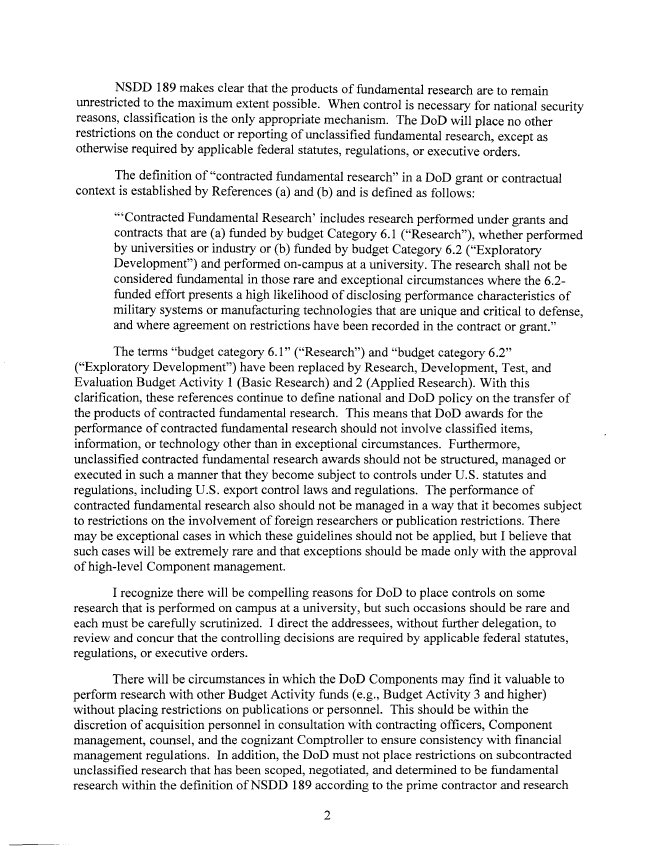 NSDD 189 makes clear that the products of fundamental research are to remain
unrestricted to the maximum extent possible. When control is necessary for national security
reasons, classification is the only appropriate mechanism. The DoD will place no other
restrictions on the conduct or reporting of unclassified fundamental research, except as
otherwise required by applicable federal statutes, regulations, or executive orders.
The definition of "contracted fundamental research" in a DoD grant or contractual
context is established by References (a) and (b) and is defined as follows:
"'Contracted Fundamental Research' includes research performed under grants and
contracts that are (a) funded by budget Category 6.1 ("Research"), whether performed
by universities or industry or (b) funded by budget Category 6.2 ("Exploratory
Development") and performed on-campus at a university. The research shall not be
considered fundamental in those rare and exceptional circumstances where the 6.2-
funded effort presents a high likelihood of disclosing performance characteristics of
military systems or manufacturing technologies that are unique and critical to defense,
and where agreement on restrictions have been recorded in the contract or grant."
The terms "budget category 6.1" ("Research") and "budget category 6.2"
("Exploratory Development") have been replaced by Research, Development, Test, and
Evaluation Budget Activity 1 (Basic Research) and 2 (Applied Research). With this
clarification, these references continue to define national and DoD policy on the transfer of
the products of contracted fundamental research. This means that DoD awards for the
performance of contracted fundamental research should not involve classified items,
information, or technology other than in exceptional circumstances. Furthermore,
unclassified contracted fundamental research awards should not be structured, managed or
executed in such a manner that they become subject to controls under U.S. statutes and
regulations, including U.S. export control laws and regulations. The performance of
contracted fundamental research also should not be managed in a way that it becomes subject
to restrictions on the involvement of foreign researchers or publication restrictions. There
may be exceptional cases in which these guidelines should not be applied, but I believe that
such cases will be extremely rare and that exceptions should be made only with the approval
of high-level Component management.
I recognize there will be compelling reasons for DoD to place controls on some
research that is performed on campus at a university, but such occasions should be rare and
each must be carefully scrutinized. I direct the addressees, without further delegation, to
review and concur that the controlling decisions are required by applicable federal statutes,
regulations, or executive orders.
There will be circumstances in which the DoD Components may find it valuable to
perform research with other Budget Activity funds (e.g., Budget Activity 3 and higher)
without placing restrictions on publications or personnel. This should be within the
discretion of acquisition personnel in consultation with contracting officers, Component
management, counsel, and the cognizant Comptroller to ensure consistency with financial
management regulations. In addition, the DoD must not place restrictions on subcontracted
unclassified research that has been scoped, negotiated, and determined to be fundamental
research within the definition of NSDD 189 according to the prime contractor and research
2